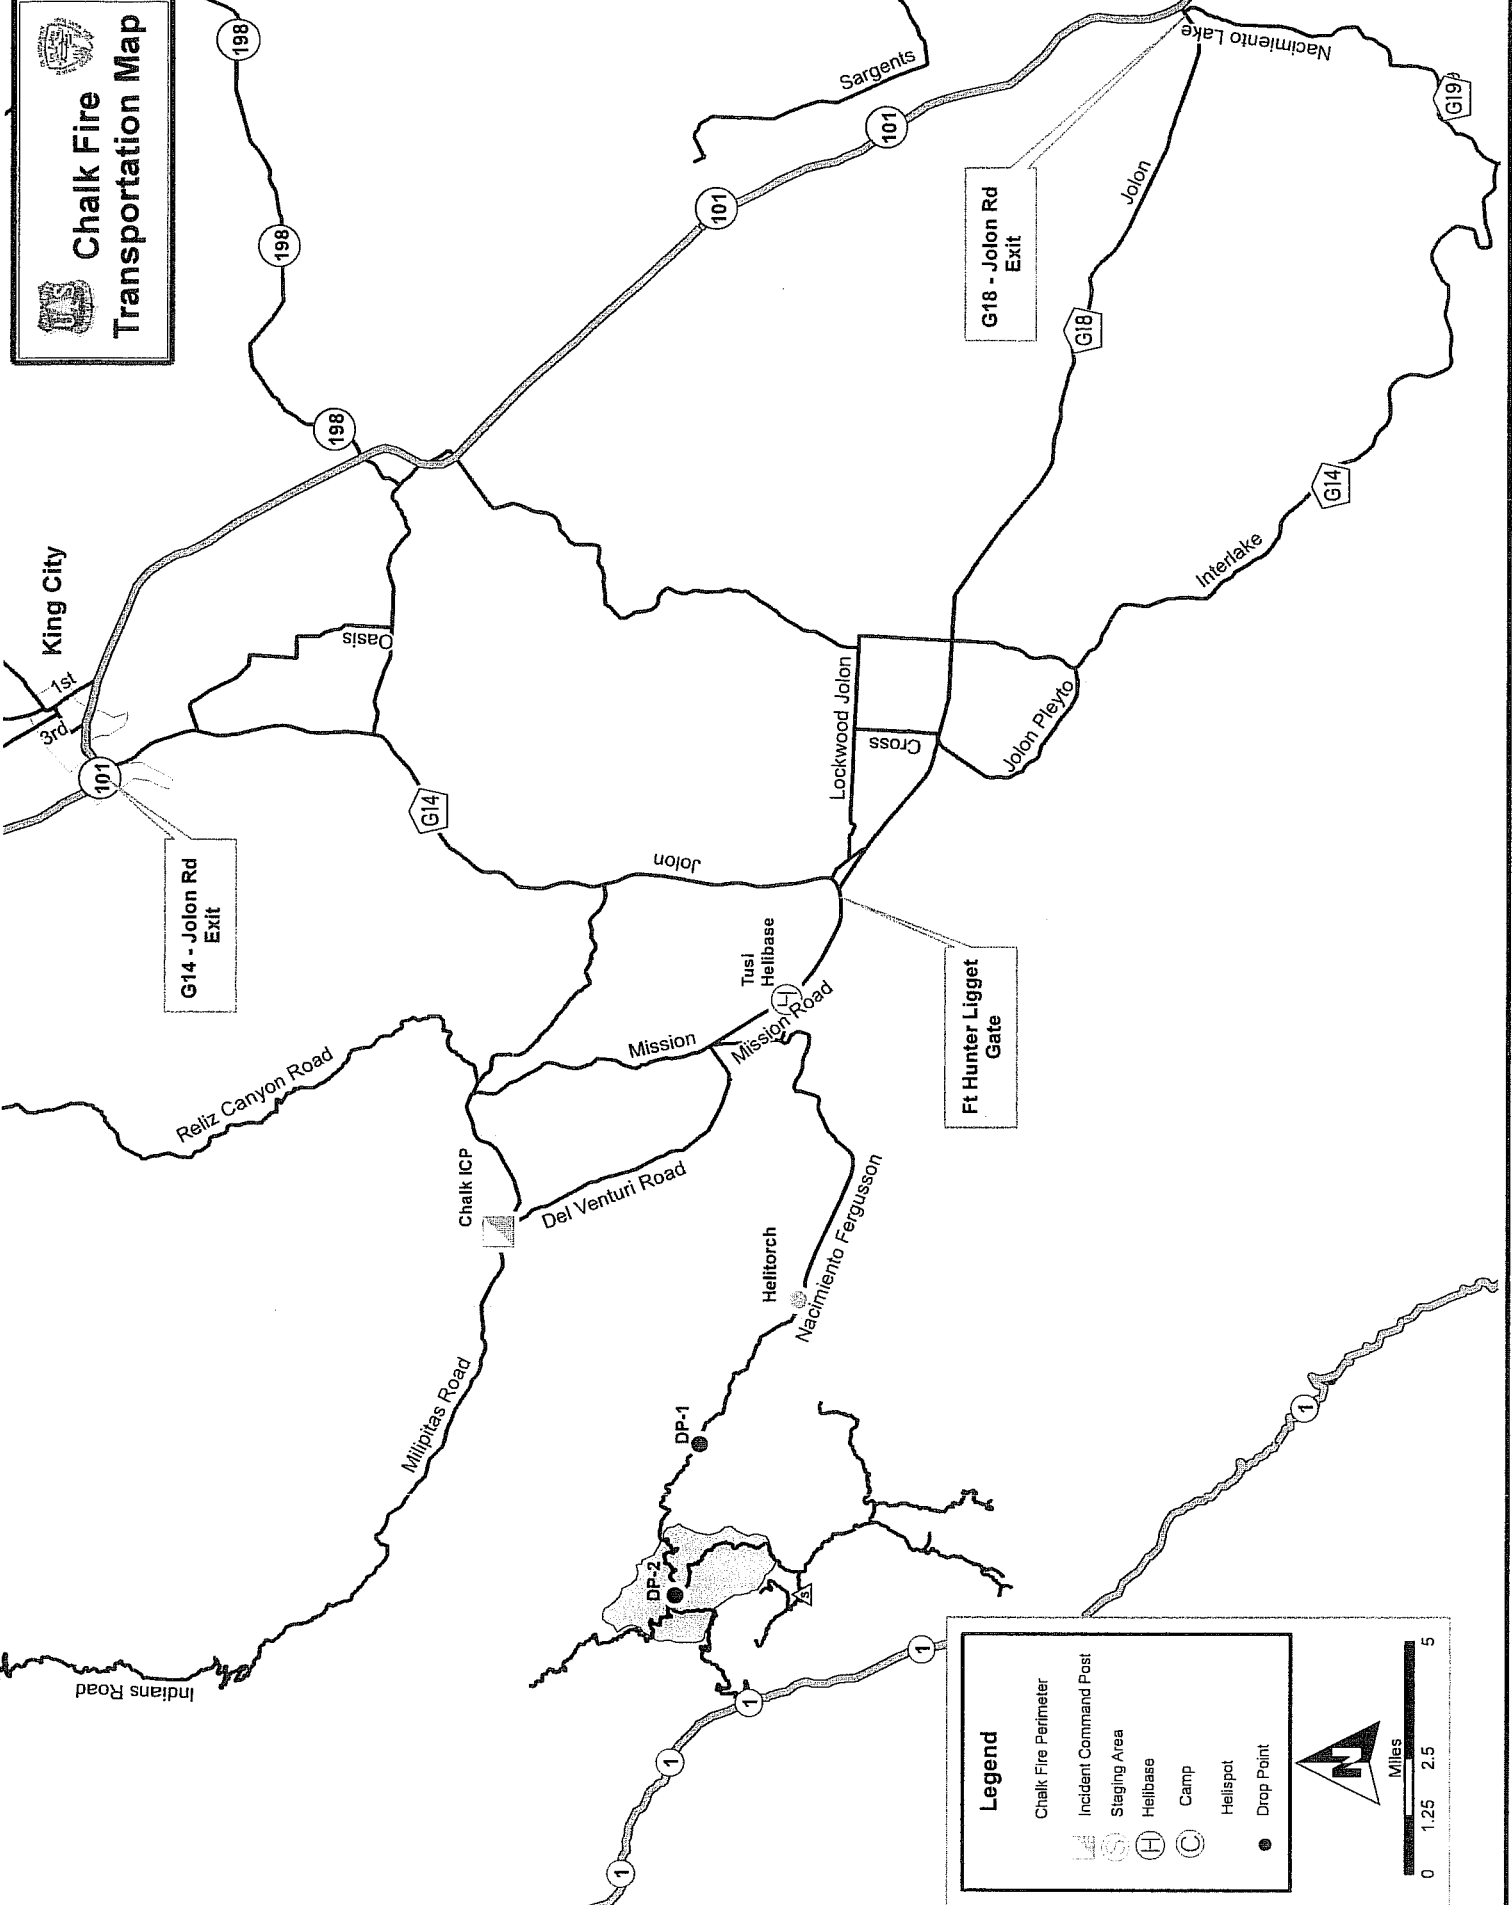 Chalk Fire
Transportation Map
U.S
198
198
198
101
101
101
Sargents
Nacimiento Lake
G19
King City
1st
3rd
G14 - Jolon Rd
Exit
G18 - Jolon Rd
Exit
Jolon
G18
G14
Interlake
Oasis
G14
Jolon
Lockwood Jolon
Cross
Jolon Pleyto
Ft Hunter Ligget
Gate
Tusi
Helibase
H
Mission Road
Mission
Reliz Canyon Road
Chalk ICP
Del Venturi Road
Milipitas Road
Indians Road
Helitorch
Nacimiento Fergusson
DP-1
DP-2
S
1
1
1
1
1
Legend
Chalk Fire Perimeter
Incident Command Post
S Staging Area
H Helibase
C Camp
Helispot
Drop Point
N
Miles
0 1.25 2.5 5